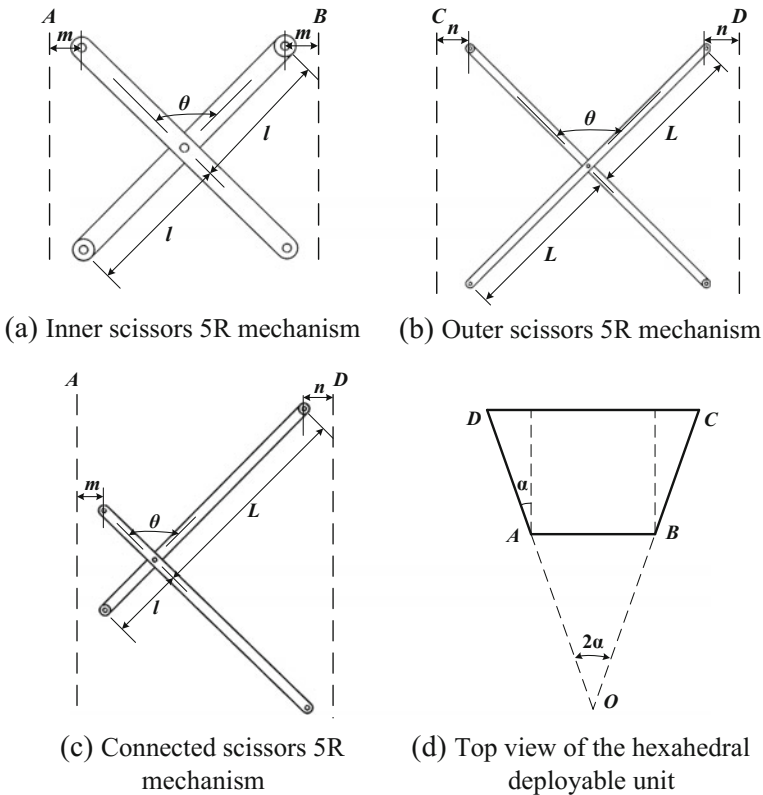 A
B
m
m
θ
l
l
(a) Inner scissors 5R mechanism
C
D
n
n
θ
L
L
(b) Outer scissors 5R mechanism
A
D
n
m
θ
L
l
(c) Connected scissors 5R
mechanism
D
C
α
A
B
2α
O
(d) Top view of the hexahedral
deployable unit